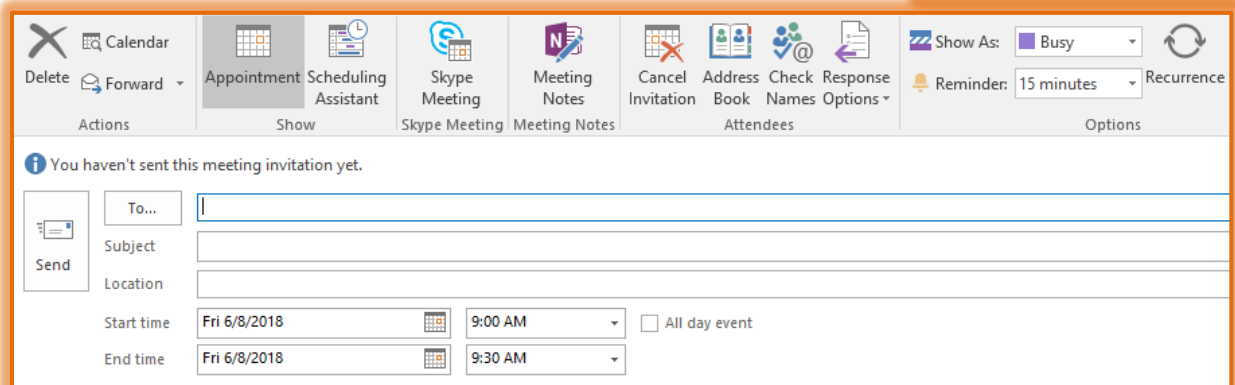 Calendar
Delete
Forward
Actions
Appointment
Scheduling
Assistant
Show
Skype
Meeting
Skype Meeting
N
Meeting
Notes
Meeting Notes
Cancel
Invitation
Address
Book
Check
Names
Response
Options
Attendees
Show As: Busy
Reminder: 15 minutes
Recurrence
Options
You haven't sent this meeting invitation yet.
Send
To...
Subject
Location
Start time Fri 6/8/2018 9:00 AM All day event
End time Fri 6/8/2018 9:30 AM